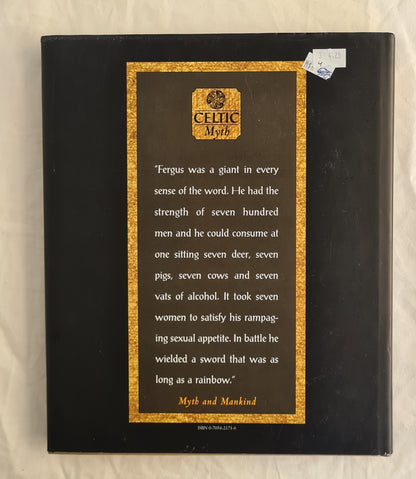 CELTIC
Myth
"Fergus was a giant in every
sense of the word. He had the
strength of seven hundred
men and he could consume at
one sitting seven deer, seven
pigs, seven cows and seven
vats of alcohol. It took seven
women to satisfy his rampag-
ing sexual appetite. In battle he
wielded a sword that was as
long as a rainbow."
Myth and Mankind